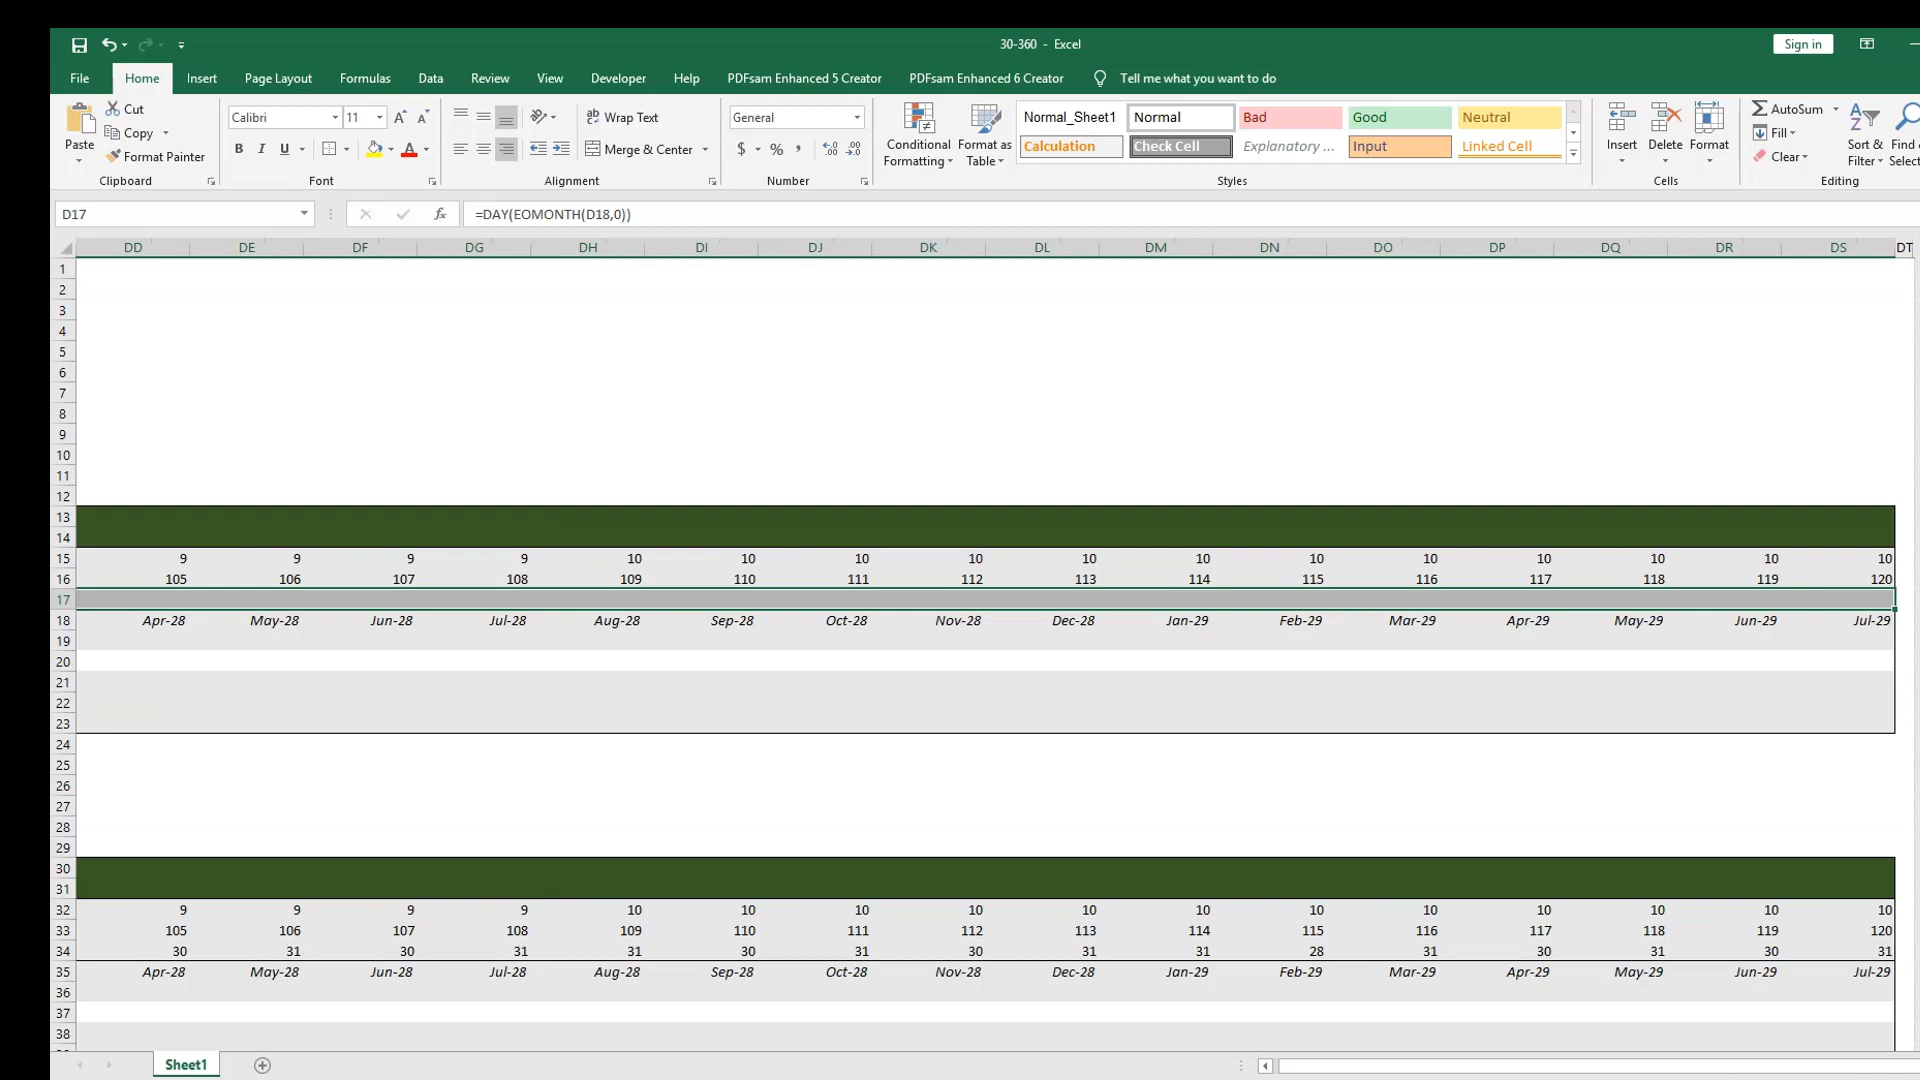 30-360 - Excel
Sign in
File Home Insert Page Layout Formulas Data Review View Developer Help PDFsam Enhanced 5 Creator PDFsam Enhanced 6 Creator Tell me what you want to do
Paste
Cut
Copy
Format Painter
Clipboard
Calibri 11
B I U
Font
Wrap Text
Merge & Center
Alignment
General
$ % ,
Number
Conditional Formatting
Format as Table
Normal_Sheet1 Normal Bad Good Neutral
Calculation Check Cell Explanatory ... Input Linked Cell
Styles
Insert Delete Format
Cells
AutoSum
Fill
Clear
Sort & Filter
Find &
Select
Editing
D17 fx =DAY(EOMONTH(D18,0))
DD DE DF DG DH DI DJ DK DL DM DN DO DP DQ DR DS DT
1
2
3
4
5
6
7
8
9
10
11
12
13
14
15 9 9 9 9 10 10 10 10 10 10 10 10 10 10 10 10
16 105 106 107 108 109 110 111 112 113 114 115 116 117 118 119 120
17
18 Apr-28 May-28 Jun-28 Jul-28 Aug-28 Sep-28 Oct-28 Nov-28 Dec-28 Jan-29 Feb-29 Mar-29 Apr-29 May-29 Jun-29 Jul-29
19
20
21
22
23
24
25
26
27
28
29
30
31
32 9 9 9 9 10 10 10 10 10 10 10 10 10 10 10 10
33 105 106 107 108 109 110 111 112 113 114 115 116 117 118 119 120
34 30 31 30 31 31 30 31 30 31 31 28 31 30 31 30 31
35 Apr-28 May-28 Jun-28 Jul-28 Aug-28 Sep-28 Oct-28 Nov-28 Dec-28 Jan-29 Feb-29 Mar-29 Apr-29 May-29 Jun-29 Jul-29
36
37
38
Sheet1